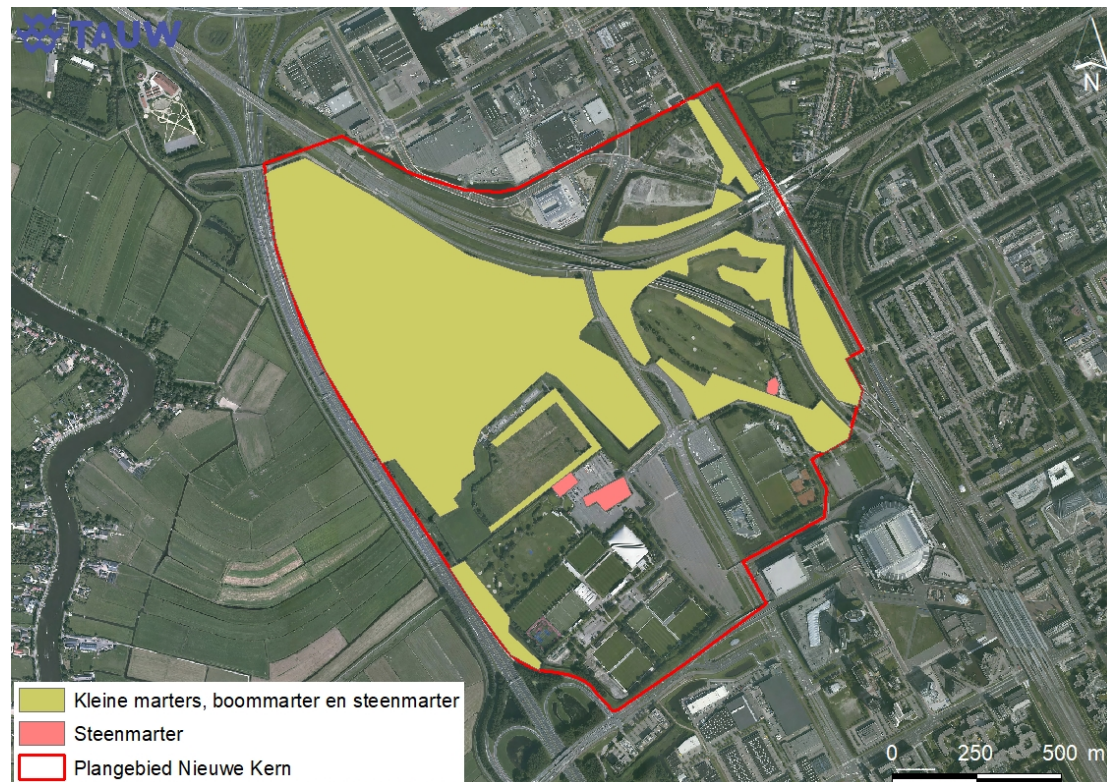 TAUW
N
Kleine marters, boommarter en steenmarter
Steenmarter
Plangebied Nieuwe Kern
0 250 500 m